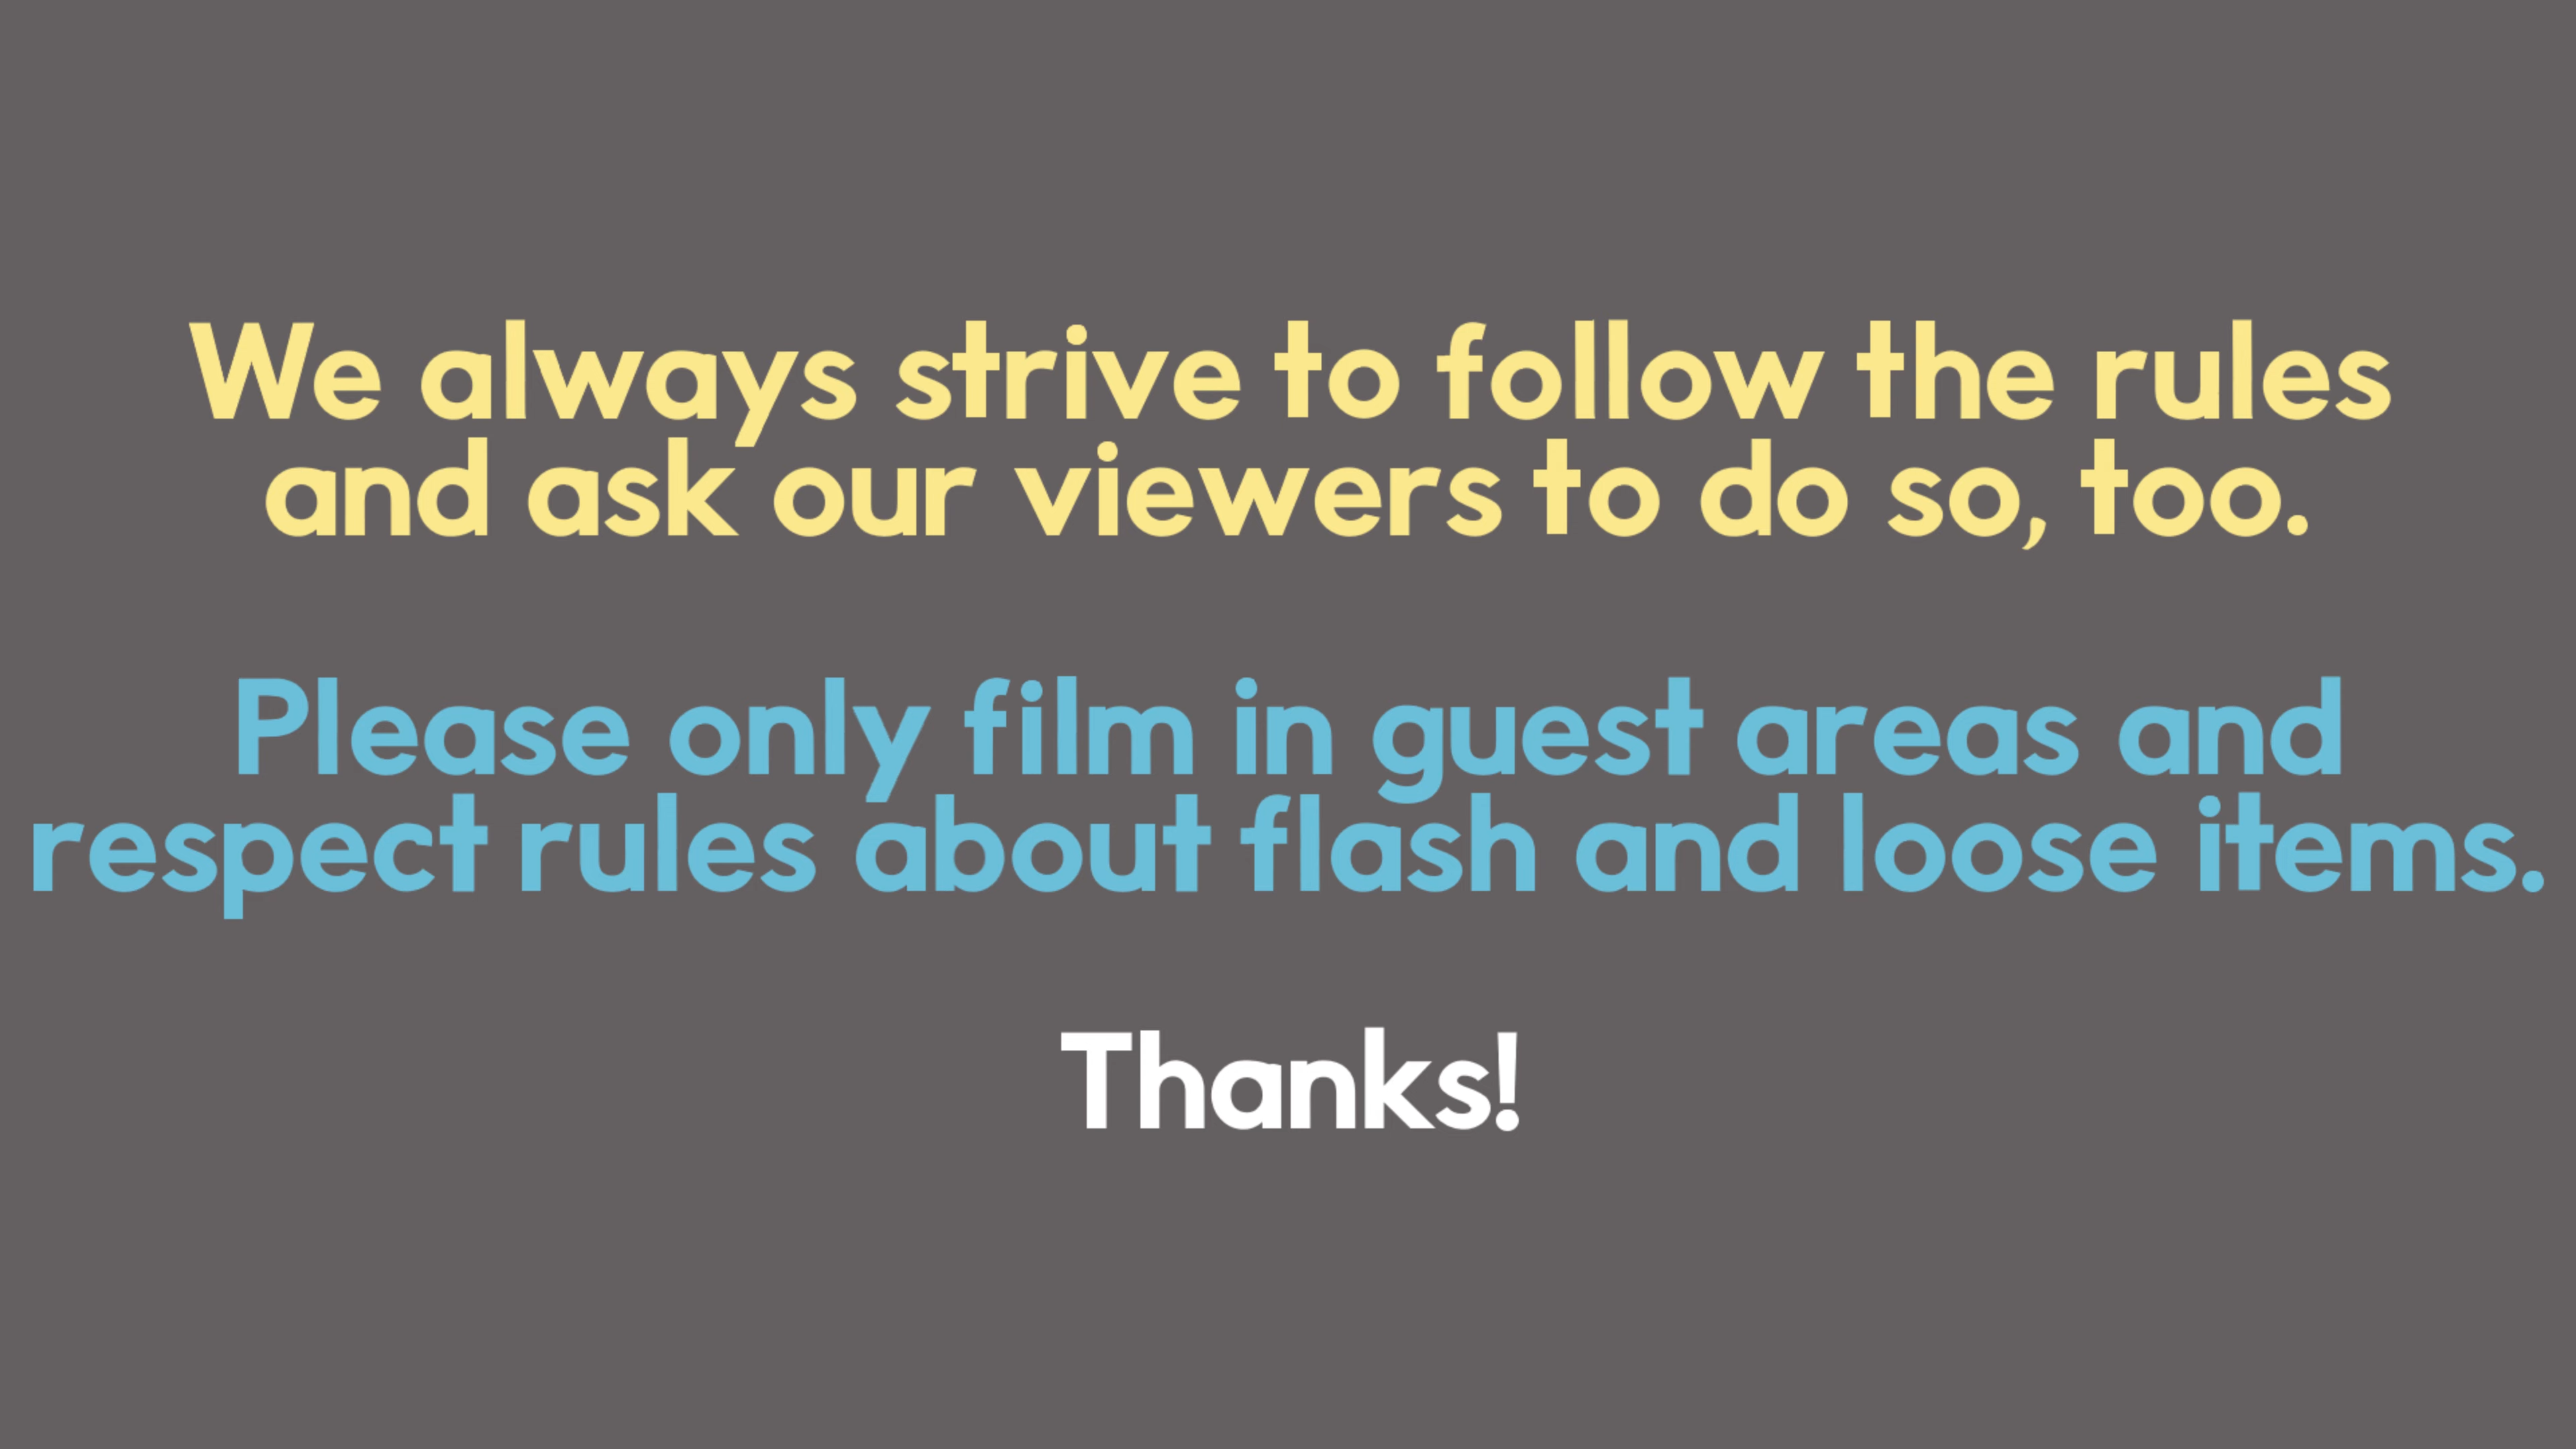 We always strive to follow the rules
and ask our viewers to do so, too.
Please only film in guest areas and
respect rules about flash and loose items.
Thanks!